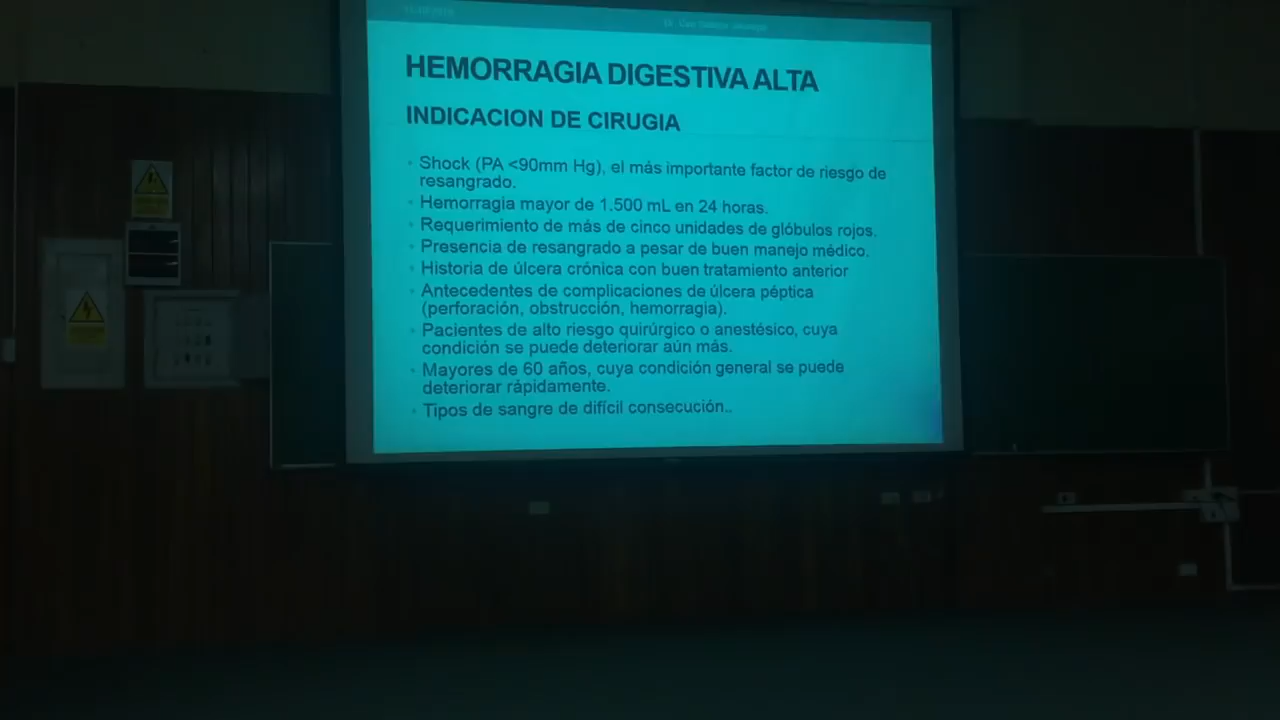 HEMORRAGIA DIGESTIVA ALTA
INDICACION DE CIRUGIA
• Shock (PA <90mm Hg), el más importante factor de riesgo de
resangrado.
• Hemorragia mayor de 1.500 mL en 24 horas.
• Requerimiento de más de cinco unidades de glóbulos rojos.
• Presencia de resangrado a pesar de buen manejo médico.
• Historia de úlcera crónica con buen tratamiento anterior
• Antecedentes de complicaciones de úlcera péptica
(perforación, obstrucción, hemorragia).
• Pacientes de alto riesgo quirúrgico o anestésico, cuya
condición se puede deteriorar aún más.
• Mayores de 60 años, cuya condición general se puede
deteriorar rápidamente.
• Tipos de sangre de difícil consecución..